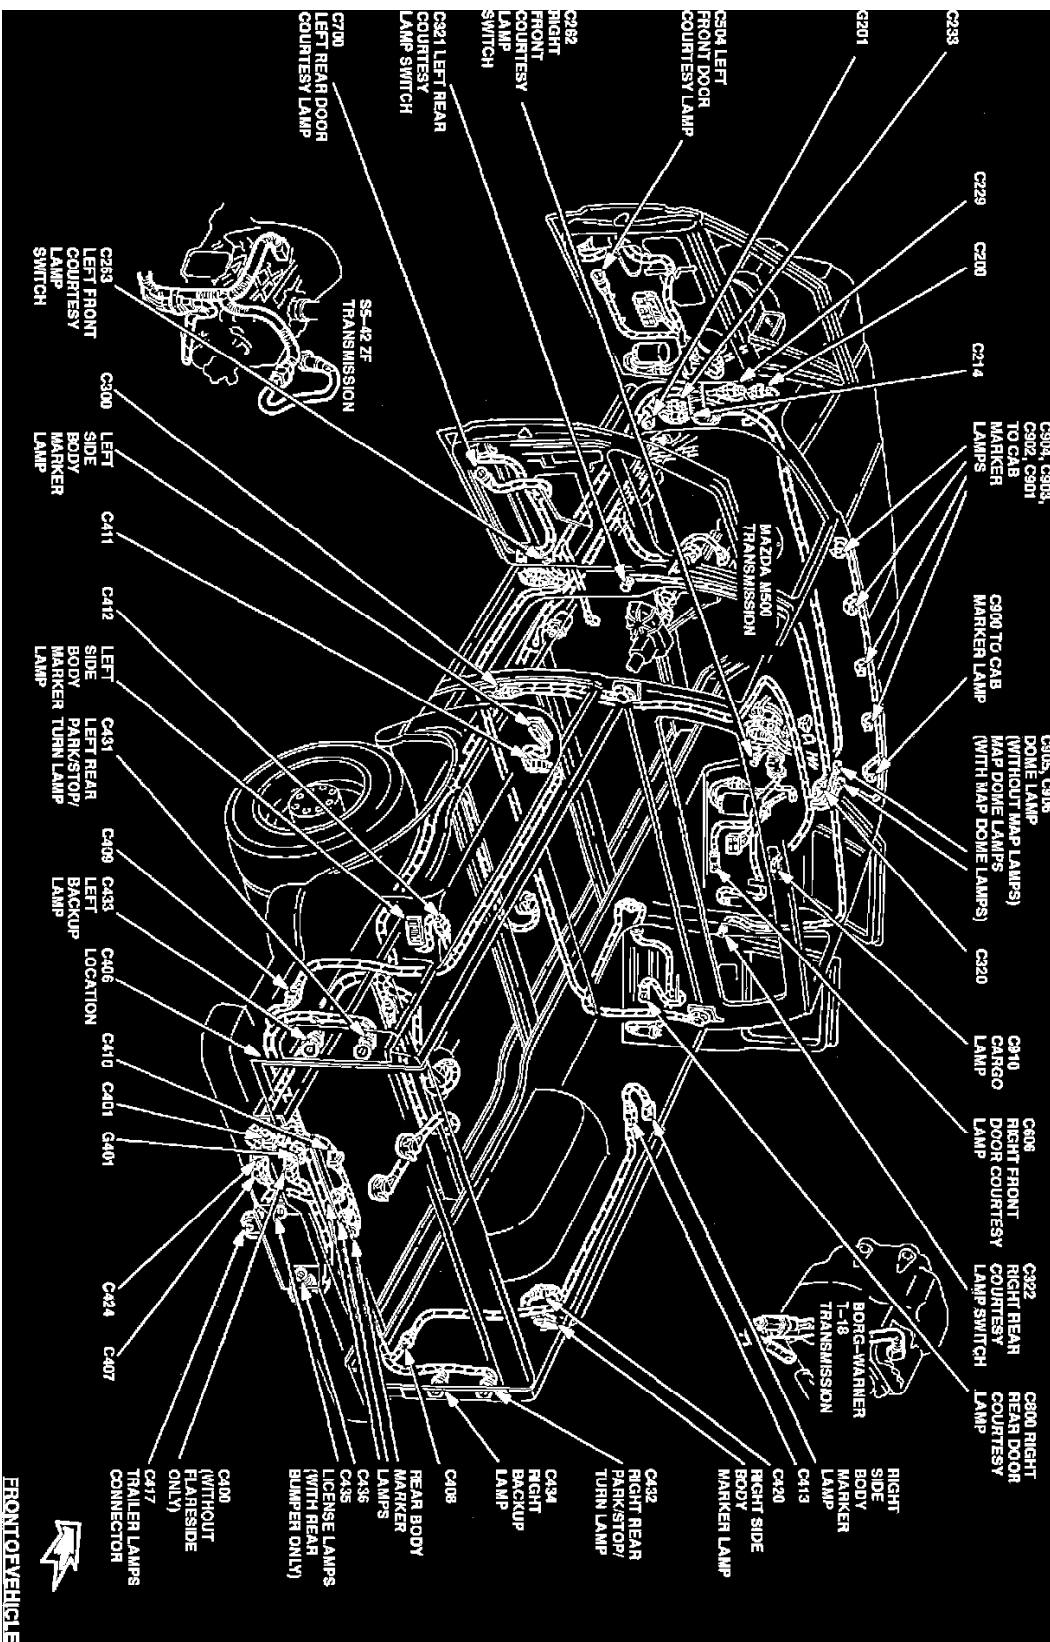 C233
G201
C504 LEFT
FRONT DOOR
COURTESY LAMP
C262
RIGHT
FRONT
COURTESY
LAMP
SWITCH
C321 LEFT REAR
COURTESY
LAMP SWITCH
C700
LEFT REAR DOOR
COURTESY LAMP
C229
C200
C214
C904, C903,
C902, C901
TO CAB
MARKER
LAMPS
C900 TO CAB
MARKER LAMP
C905, C906
DOME LAMP
(WITHOUT MAP LAMPS)
MAP DOME LAMPS
(WITH MAP DOME LAMPS)
C320
C910
CARGO
LAMP
C606
RIGHT FRONT
DOOR COURTESY
LAMP
C322
RIGHT REAR
COURTESY
LAMP SWITCH
C800 RIGHT
REAR DOOR
COURTESY
LAMP
MAZDA M500
TRANSMISSION
S5-42 ZF
TRANSMISSION
BORG-WARNER
T-18
TRANSMISSION
C263
LEFT FRONT
COURTESY
LAMP
SWITCH
C300
LEFT
SIDE
BODY
MARKER
LAMP
C411
C412
LEFT
SIDE
BODY
MARKER
LAMP
C431
LEFT REAR
PARK/STOP/
TURN LAMP
C409
C433
LEFT
BACKUP
LAMP
C406
LOCATION
C410
C401
G401
C424
C407
RIGHT
SIDE
BODY
MARKER
LAMP
C413
C420
RIGHT SIDE
BODY
MARKER LAMP
C432
RIGHT REAR
PARK/STOP/
TURN LAMP
C434
RIGHT
BACKUP
LAMP
C408
REAR BODY
MARKER
LAMPS
C436
C435
LICENSE LAMPS
(WITH REAR
BUMPER ONLY)
C400
(WITHOUT
FLARESIDE
ONLY)
C417
TRAILER LAMPS
CONNECTOR
FRONT OF VEHICLE